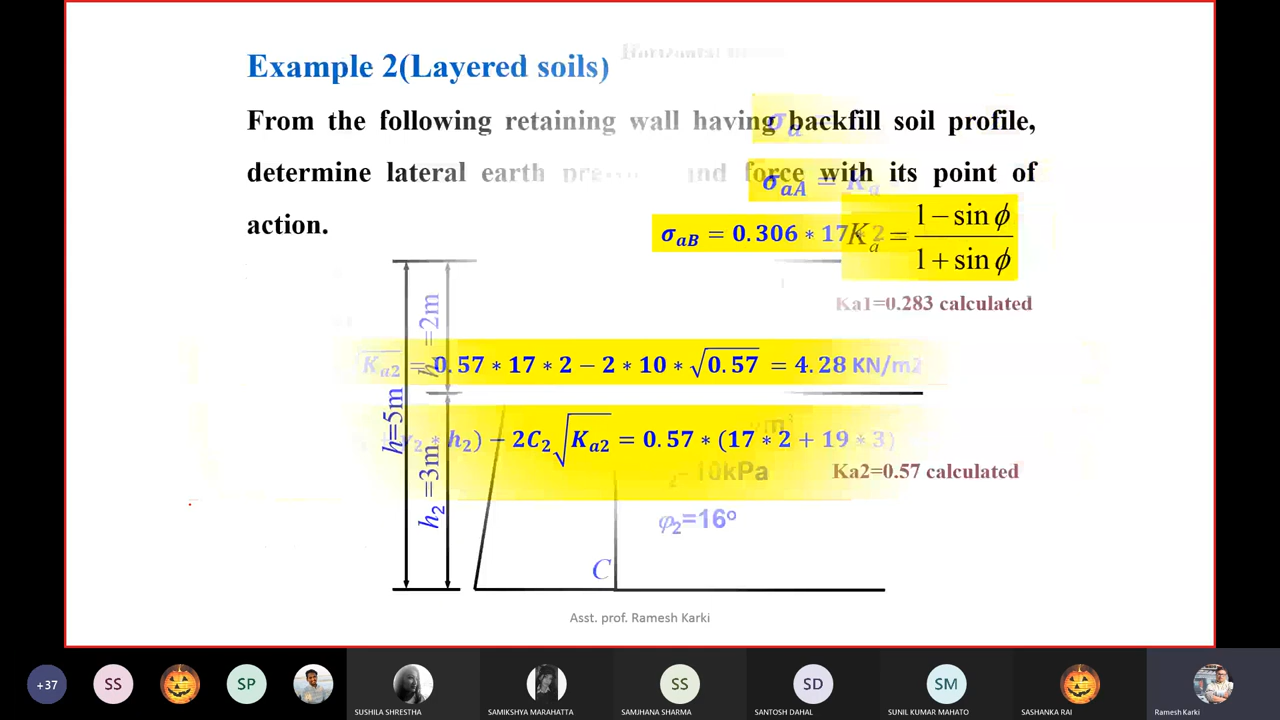 Example 2(Layered soils)
From the following retaining wall having backfill soil profile,
determine lateral earth and force with its point of
action.
σa
σaA = Ka
σaB = 0.306 * 17 * 2
Ka = (1 − sin ϕ) / (1 + sin ϕ)
Ka1=0.283 calculated
h =2m
√Ka2 = 0.57 * 17 * 2 − 2 * 10 * √0.57 = 4.28 KN/m2
h=5m
* h2) − 2C2√Ka2 = 0.57 * (17 * 2 + 19 * 3)
10kPa
Ka2=0.57 calculated
h2 =3m
φ2=16°
C
Asst. prof. Ramesh Karki
+37
SS
SP
SS
SD
SM
SUSHILA SHRESTHA
SAMIKSHYA MARAHATTA
SAMJHANA SHARMA
SANTOSH DAHAL
SUNIL KUMAR MAHATO
SASHANKA RAI
Ramesh Karki